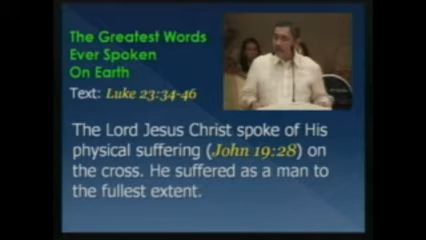 The Greatest Words
Ever Spoken
On Earth
Text: Luke 23:34-46
The Lord Jesus Christ spoke of His
physical suffering (John 19:28) on
the cross. He suffered as a man to
the fullest extent.